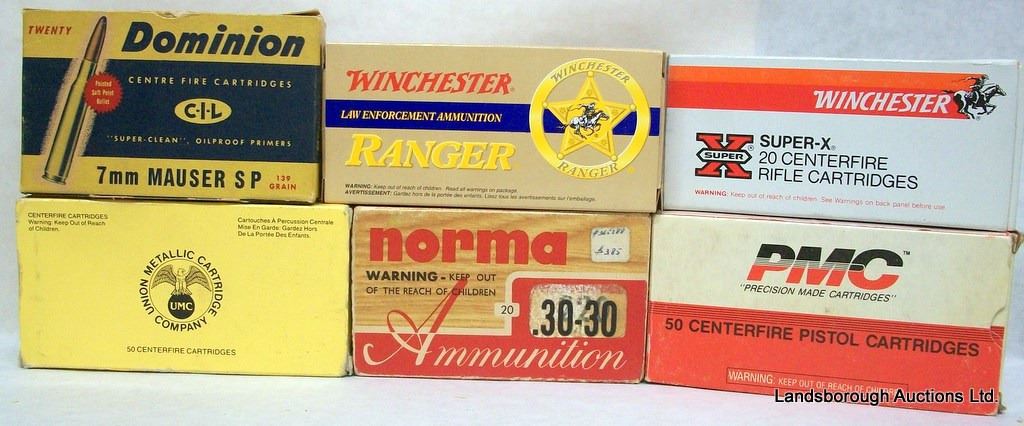 TWENTY
Dominion
Pointed
Soft Point
Bullet
CENTRE FIRE CARTRIDGES
C-I-L
"SUPER-CLEAN", OILPROOF PRIMERS
7mm MAUSER SP 139
GRAIN
WINCHESTER®
LAW ENFORCEMENT AMMUNITION
RANGER
WINCHESTER
RANGER®
WARNING: Keep out of reach of children. Read all warnings on package.
AVERTISSEMENT: Gardez hors de la portée des enfants. Lisez tous les avertissements sur l'emballage.
WINCHESTER®
X
SUPER
SUPER-X®
20 CENTERFIRE
RIFLE CARTRIDGES
WARNING: Keep out of reach of children. See Warnings on back panel before use.
CENTERFIRE CARTRIDGES
Warning: Keep Out of Reach
of Children.
Cartouches À Percussion Centrale
Mise En Garde: Gardez Hors
De La Portée Des Enfants.
UNION METALLIC CARTRIDGE COMPANY
UMC
50 CENTERFIRE CARTRIDGES
norma
WARNING - KEEP OUT
OF THE REACH OF CHILDREN
$385
20
.30-30
Ammunition
PMC™
"PRECISION MADE CARTRIDGES"
50 CENTERFIRE PISTOL CARTRIDGES
WARNING: KEEP OUT OF REACH OF CHILDREN
Landsborough Auctions Ltd.